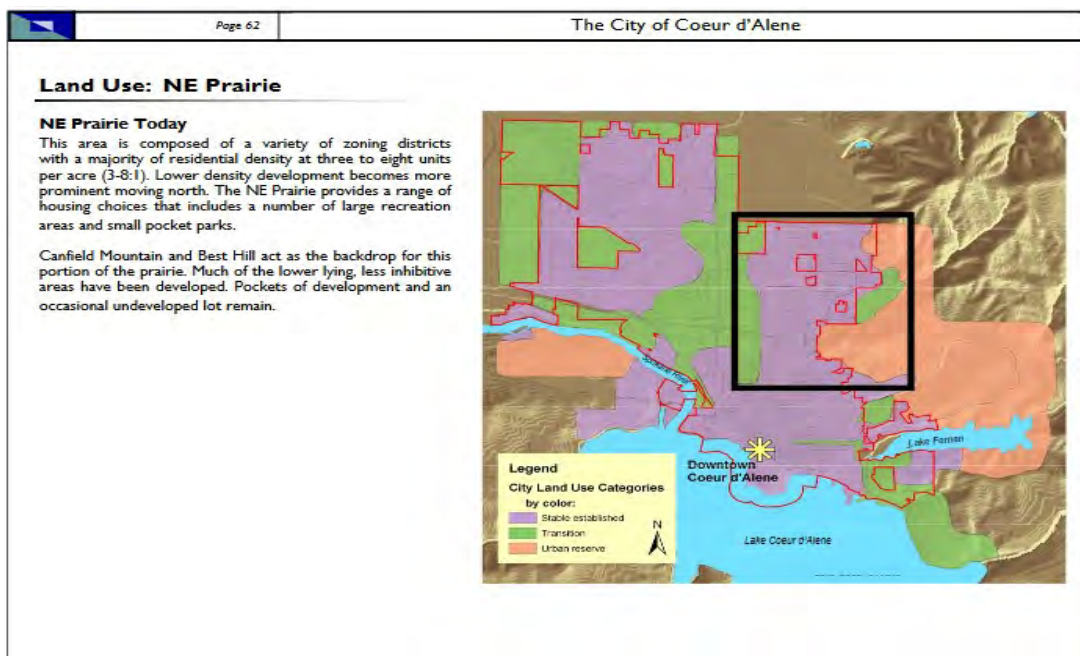 Page 62
The City of Coeur d'Alene
Land Use: NE Prairie
NE Prairie Today
This area is composed of a variety of zoning districts
with a majority of residential density at three to eight units
per acre (3-8:1). Lower density development becomes more
prominent moving north. The NE Prairie provides a range of
housing choices that includes a number of large recreation
areas and small pocket parks.
Canfield Mountain and Best Hill act as the backdrop for this
portion of the prairie. Much of the lower lying, less inhibitive
areas have been developed. Pockets of development and an
occasional undeveloped lot remain.
Spokane River
Lake Fernan
Downtown
Coeur d'Alene
Lake Coeur d'Alene
Legend
City Land Use Categories
by color:
Stable established
Transition
Urban reserve
N